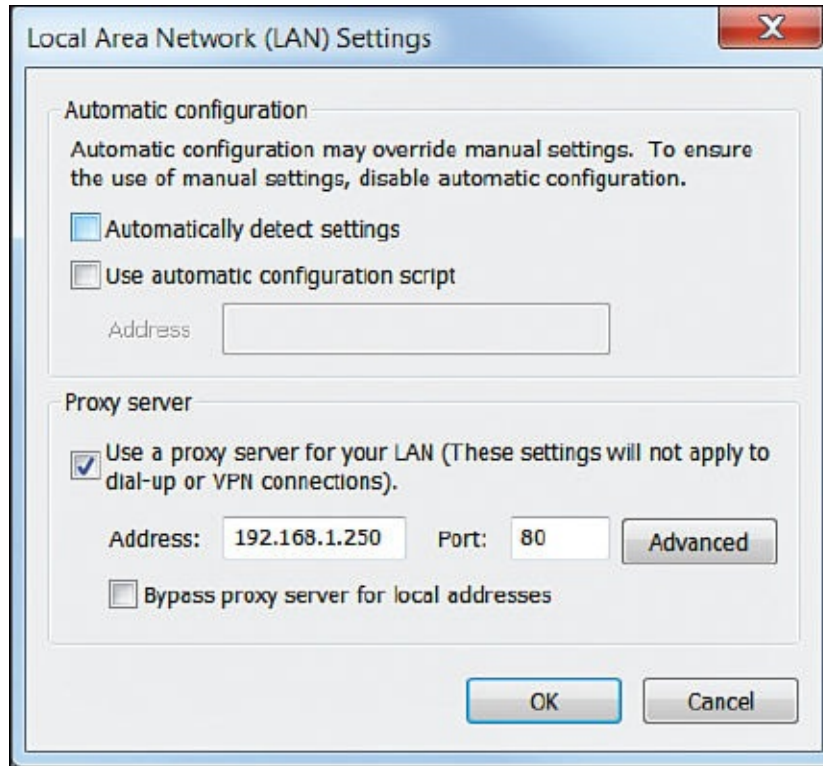 Local Area Network (LAN) Settings
X
Automatic configuration
Automatic configuration may override manual settings. To ensure
the use of manual settings, disable automatic configuration.
Automatically detect settings
Use automatic configuration script
Address
Proxy server
Use a proxy server for your LAN (These settings will not apply to
dial-up or VPN connections).
Address: 192.168.1.250 Port: 80 Advanced
Bypass proxy server for local addresses
OK Cancel